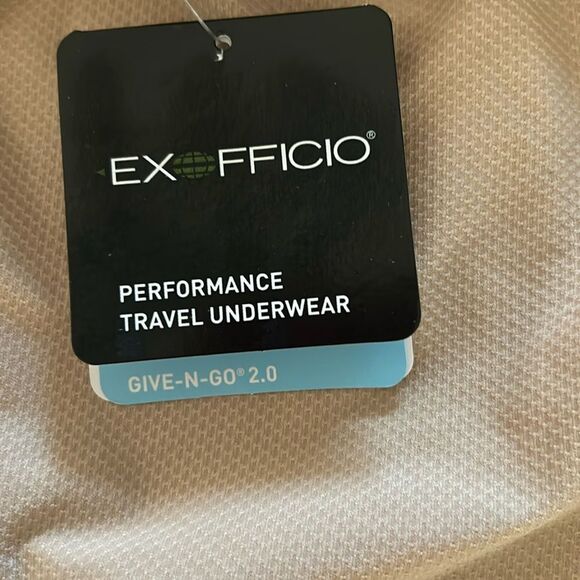 EXOFFICIO®
PERFORMANCE
TRAVEL UNDERWEAR
GIVE-N-GO® 2.0